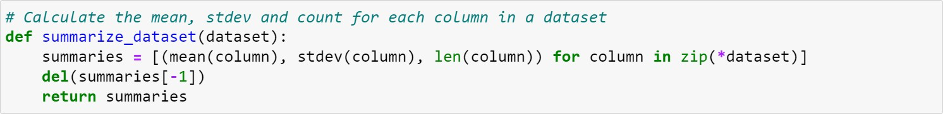 # Calculate the mean, stdev and count for each column in a dataset
def summarize_dataset(dataset):
    summaries = [(mean(column), stdev(column), len(column)) for column in zip(*dataset)]
    del(summaries[-1])
    return summaries